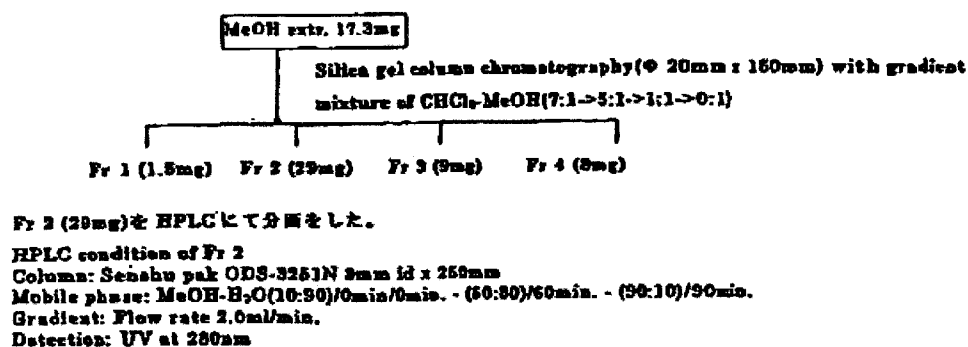 MeOH extr. 17.3mg
Silica gel column chromatography(Φ 20mm x 150mm) with gradient
mixture of CHCl₃-MeOH(7:1->5:1->1:1->0:1)
Fr 1 (1.5mg) Fr 2 (29mg) Fr 3 (9mg) Fr 4 (8mg)
Fr 2 (29mg)を HPLCにて分画をした。
HPLC condition of Fr 2
Column: Senshu pak ODS-3251N 8mm id x 250mm
Mobile phase: MeOH-H₂O(10:90)/0min/0min. - (50:50)/60min. - (90:10)/90min.
Gradient: Flow rate 2.0ml/min.
Detection: UV at 280nm